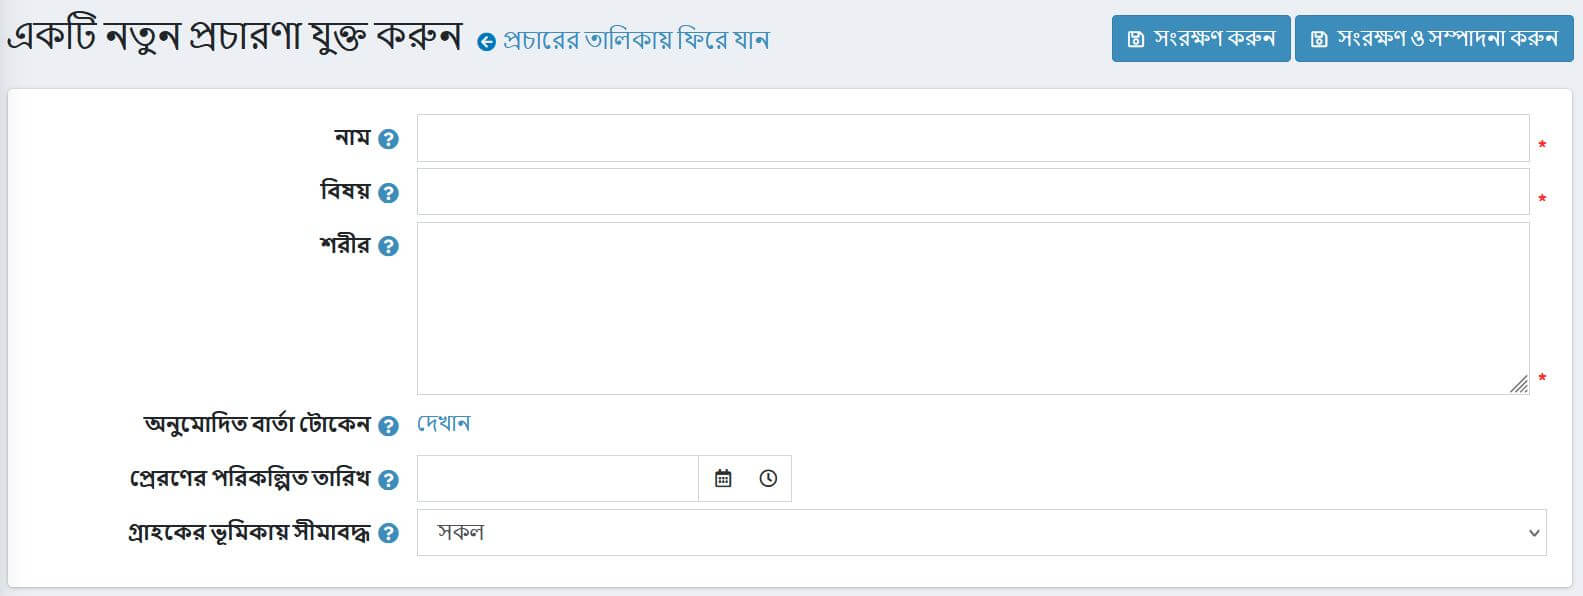 একটি নতুন প্রচারণা যুক্ত করুন প্রচারের তালিকায় ফিরে যান সংরক্ষণ করুন সংরক্ষণ ও সম্পাদনা করুন
নাম *
বিষয় *
শরীর *
অনুমোদিত বার্তা টোকেন দেখান
প্রেরণের পরিকল্পিত তারিখ
গ্রাহকের ভূমিকায় সীমাবদ্ধ সকল